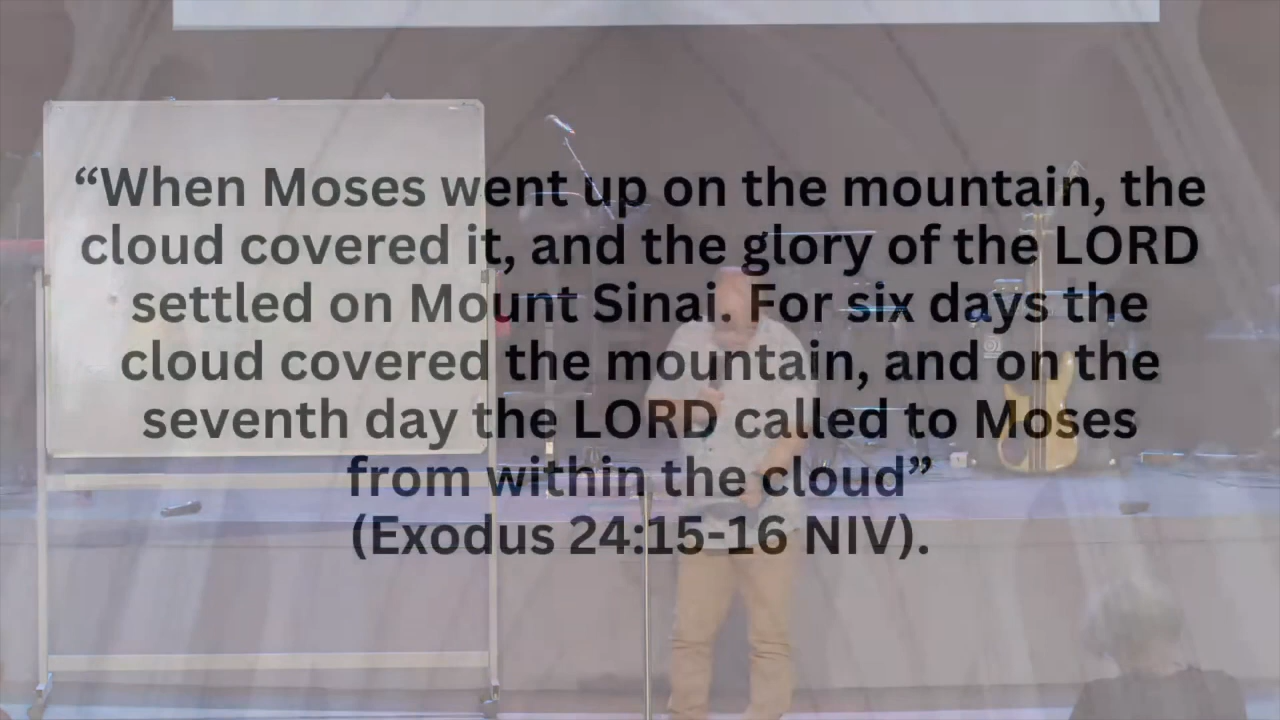 “When Moses went up on the mountain, the
cloud covered it, and the glory of the LORD
settled on Mount Sinai. For six days the
cloud covered the mountain, and on the
seventh day the LORD called to Moses
from within the cloud”
(Exodus 24:15-16 NIV).